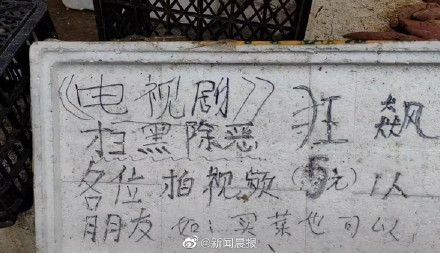 《电视剧》 狂飙
扫黑除恶
各位 拍视频(5元)1人
朋友 如:买菜也可以
@新闻晨报